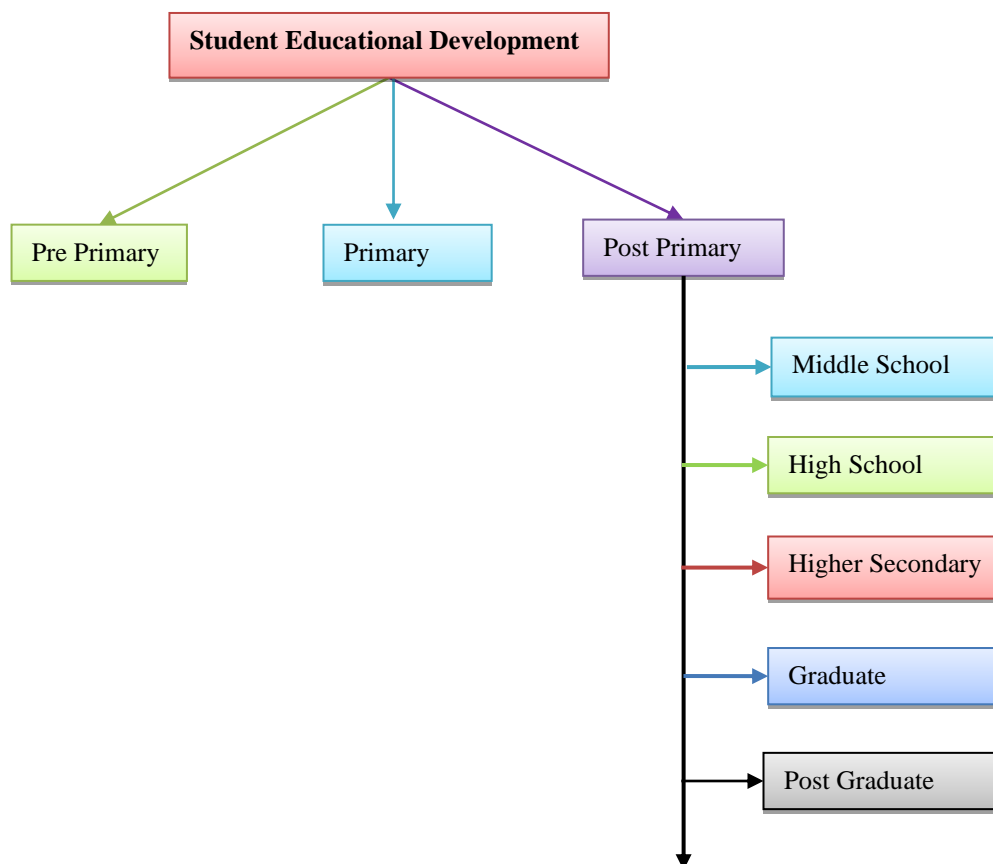 Student Educational Development
Pre Primary
Primary
Post Primary
Middle School
High School
Higher Secondary
Graduate
Post Graduate